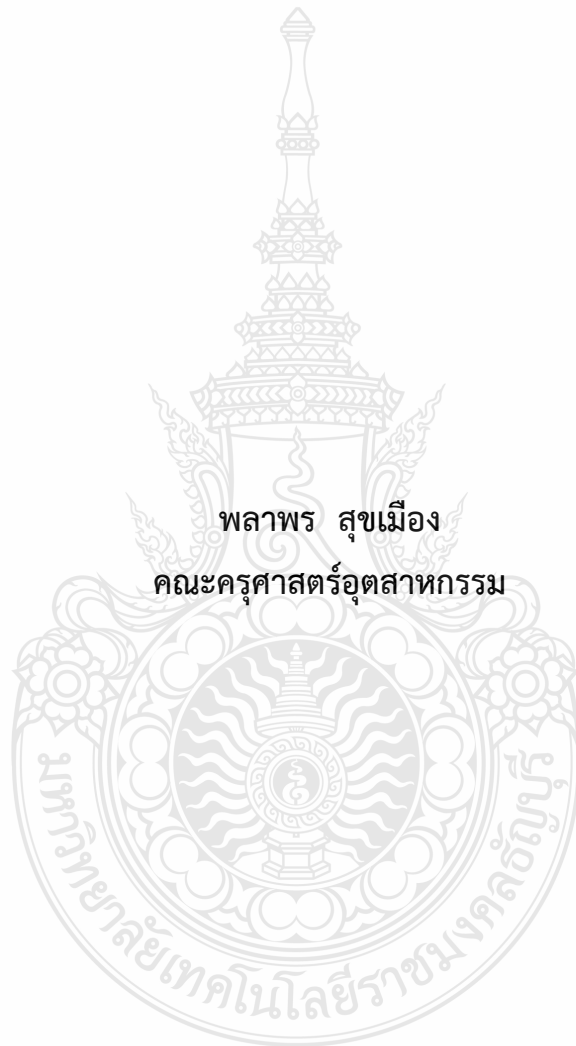 พลาพร สุขเมือง
คณะครุศาสตร์อุตสาหกรรม
มหาวิทยาลัยเทคโนโลยีราชมงคลธัญบุรี